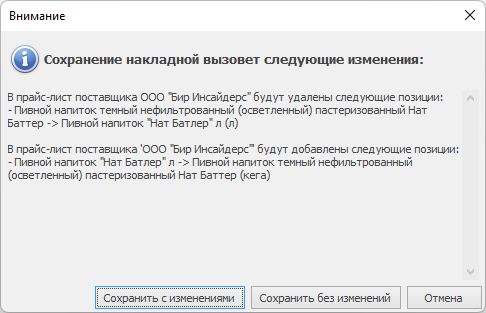 Внимание
Сохранение накладной вызовет следующие изменения:
В прайс-лист поставщика ООО "Бир Инсайдерс" будут удалены следующие позиции:
- Пивной напиток темный нефильтрованный (осветленный) пастеризованный Нат
Баттер -> Пивной напиток "Нат Батлер" л (л)
В прайс-лист поставщика 'ООО "Бир Инсайдерс"' будут добавлены следующие позиции:
- Пивной напиток "Нат Батлер" л -> Пивной напиток темный нефильтрованный
(осветленный) пастеризованный Нат Баттер (кега)
Сохранить с изменениями
Сохранить без изменений
Отмена